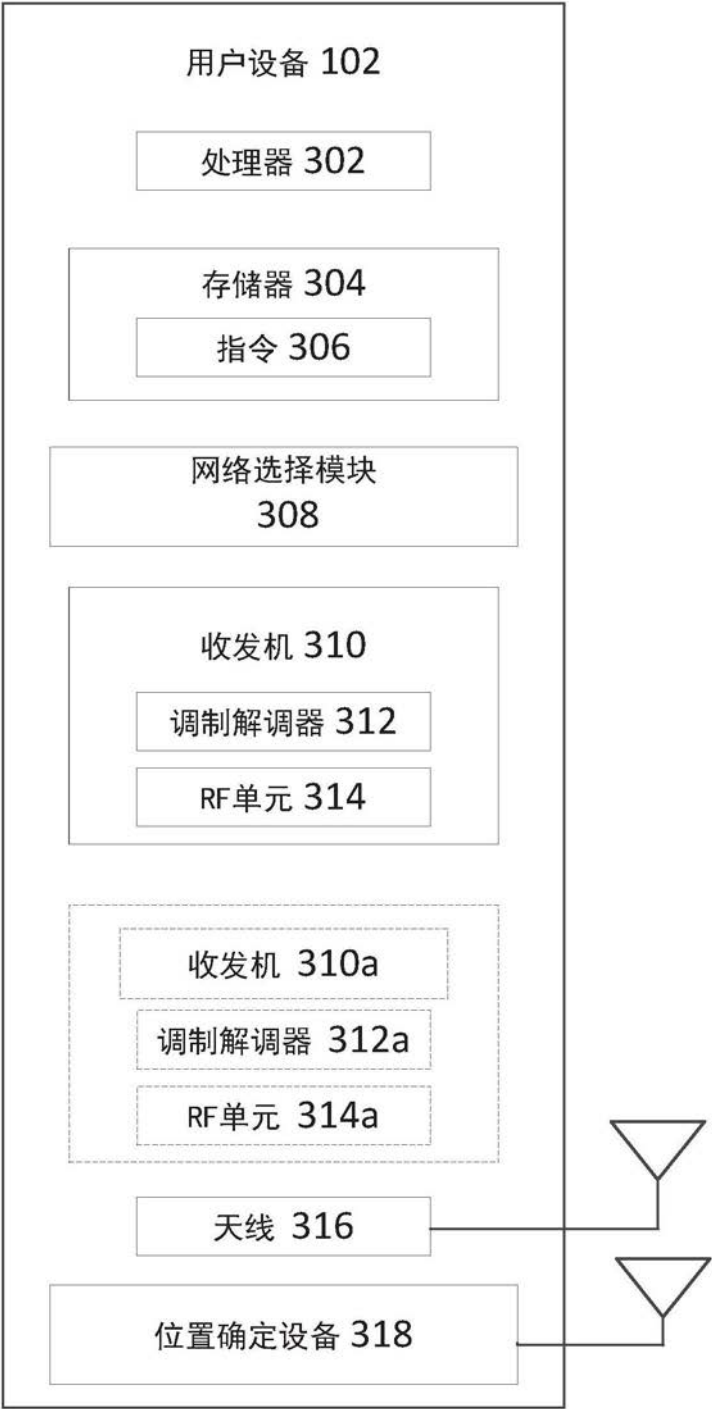 用户设备 102
处理器 302
存储器 304
指令 306
网络选择模块
308
收发机 310
调制解调器 312
RF单元 314
收发机 310a
调制解调器 312a
RF单元 314a
天线 316
位置确定设备 318